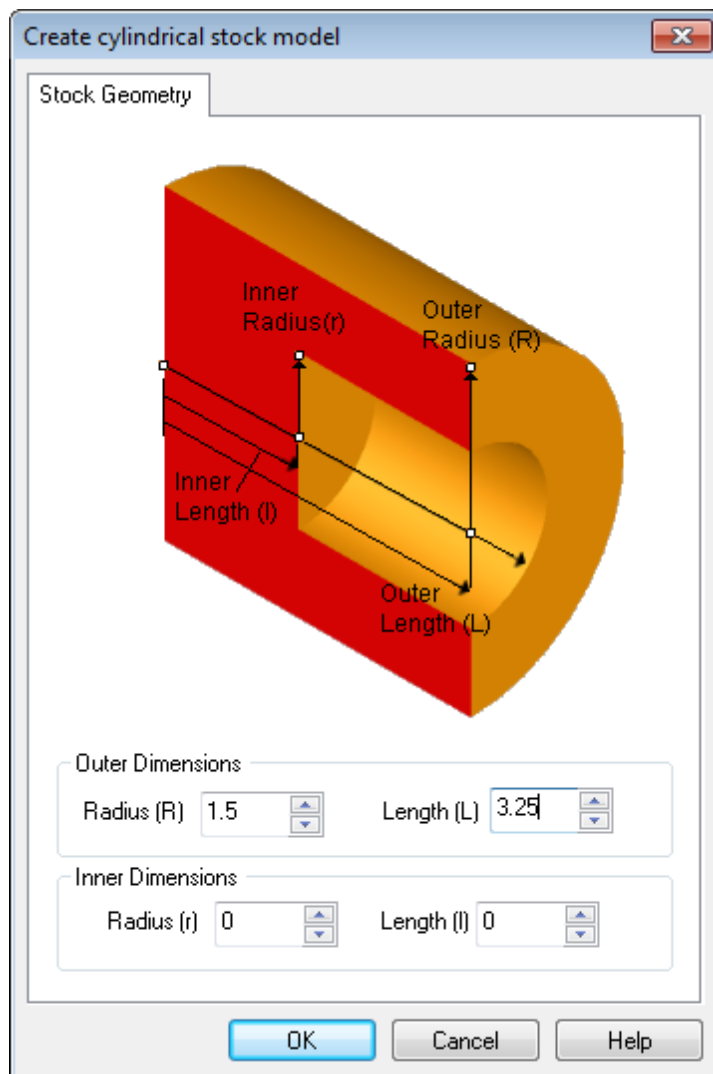 Create cylindrical stock model
Stock Geometry
Inner
Radius(r)
Outer
Radius (R)
Inner
Length (l)
Outer
Length (L)
Outer Dimensions
Radius (R) 1.5 Length (L) 3.25
Inner Dimensions
Radius (r) 0 Length (l) 0
OK Cancel Help